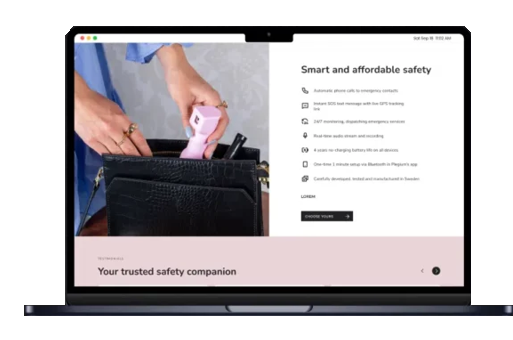 Smart and affordable safety
Automatic phone calls to emergency contacts
Instant SOS text message with live GPS tracking
link
24/7 monitoring, dispatching emergency services
Real-time audio stream and recording
4 years no-charging battery life on all devices
One-time 1 minute setup via Bluetooth in Plegium's app
Carefully developed, tested and manufactured in Sweden
LOREM
CHOOSE YOURS
Your trusted safety companion